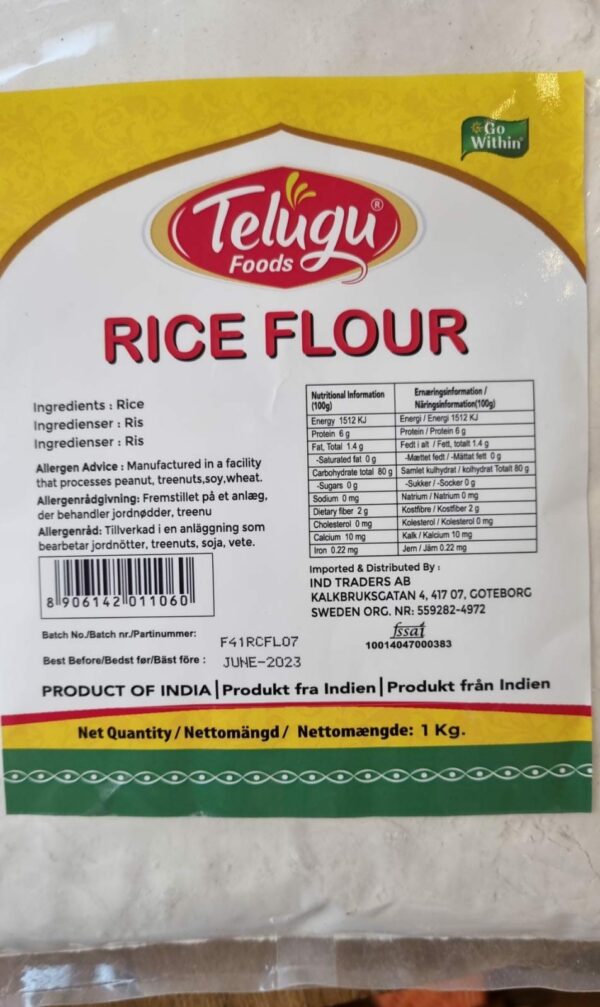 Go
Within
Telugu®
Foods
RICE FLOUR
Ingredients : Rice
Ingredienser : Ris
Ingredienser : Ris
Allergen Advice : Manufactured in a facility
that processes peanut, treenuts,soy,wheat.
Allergenrådgivning: Fremstillet på et anlæg,
der behandler jordnødder, treenu
Allergenråd: Tillverkad i en anläggning som
bearbetar jordnötter, treenuts, soja, vete.
8 906142 011060
Nutritional Information (100g) Ernæringsinformation / Näringsinformation(100g)
Energy 1512 KJ Energi / Energi 1512 KJ
Protein 6 g Protein / Protein 6 g
Fat, Total 1.4 g Fedt i alt / Fett, totalt 1.4 g
-Saturated fat 0 g -Mættet fedt / -Mättat fett 0 g
Carbohydrate total 80 g Samlet kulhydrat / kolhydrat Totalt 80 g
-Sugars 0 g -Sukker / -Socker 0 g
Sodium 0 mg Natrium / Natrium 0 mg
Dietary fiber 2 g Kostfibre / Kostfiber 2 g
Cholesterol 0 mg Kolesterol / Kolesterol 0 mg
Calcium 10 mg Kalk / Kalcium 10 mg
Iron 0.22 mg Jern / Järn 0.22 mg
Imported & Distributed By :
IND TRADERS AB
KALKBRUKSGATAN 4, 417 07, GOTEBORG
SWEDEN ORG. NR: 559282-4972
fssai
10014047000383
Batch No./Batch nr./Partinummer: F41RCFL07
Best Before/Bedst før/Bäst före : JUNE-2023
PRODUCT OF INDIA | Produkt fra Indien | Produkt från Indien
Net Quantity / Nettomängd / Nettomængde: 1 Kg.